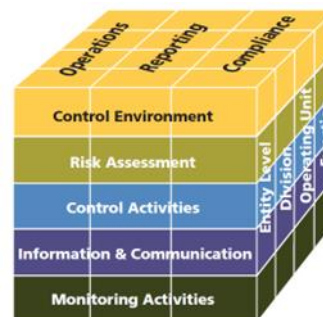 Operations
Reporting
Compliance
Control Environment
Risk Assessment
Control Activities
Information & Communication
Monitoring Activities
Entity Level
Division
Operating Unit